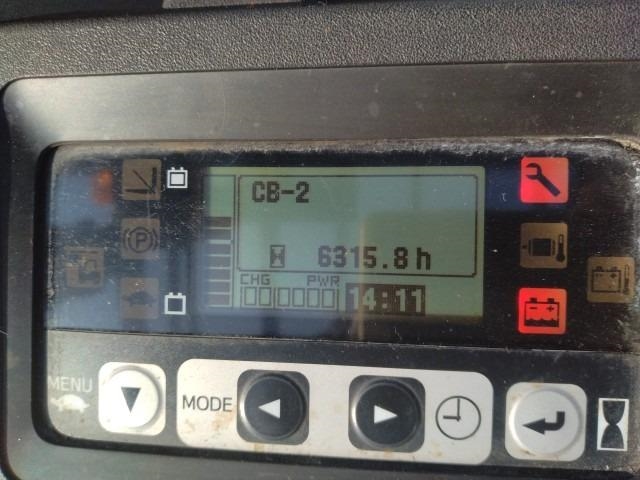 CB-2
6315.8 h
CHG PWR
14:11
P
MENU
MODE